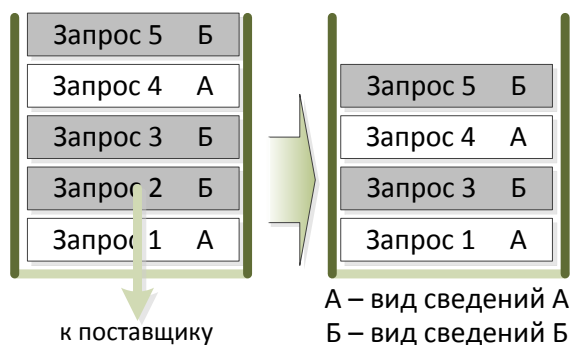 Запрос 5 Б
Запрос 4 А
Запрос 3 Б
Запрос 2 Б
Запрос 1 А
к поставщику
Запрос 5 Б
Запрос 4 А
Запрос 3 Б
Запрос 1 А
А – вид сведений А
Б – вид сведений Б